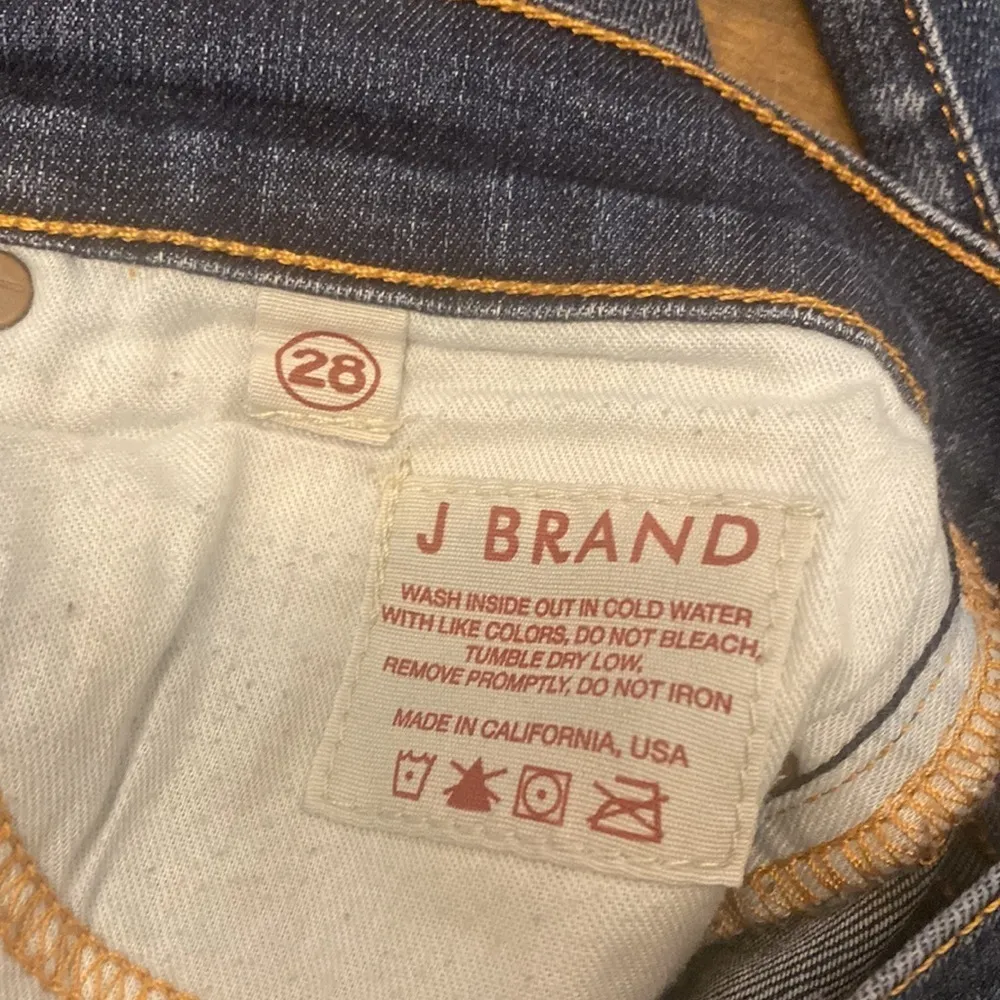 28
J BRAND
WASH INSIDE OUT IN COLD WATER
WITH LIKE COLORS, DO NOT BLEACH,
TUMBLE DRY LOW,
REMOVE PROMPTLY, DO NOT IRON
MADE IN CALIFORNIA, USA